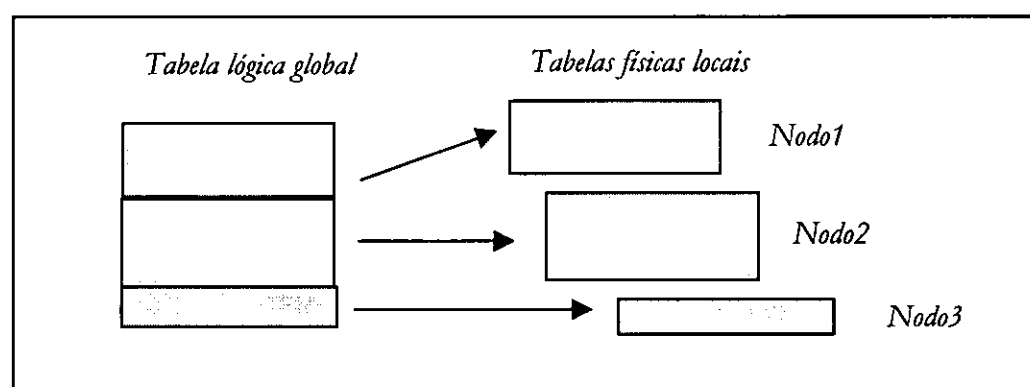 Tabela lógica global
Tabelas físicas locais
Nodo1
Nodo2
Nodo3